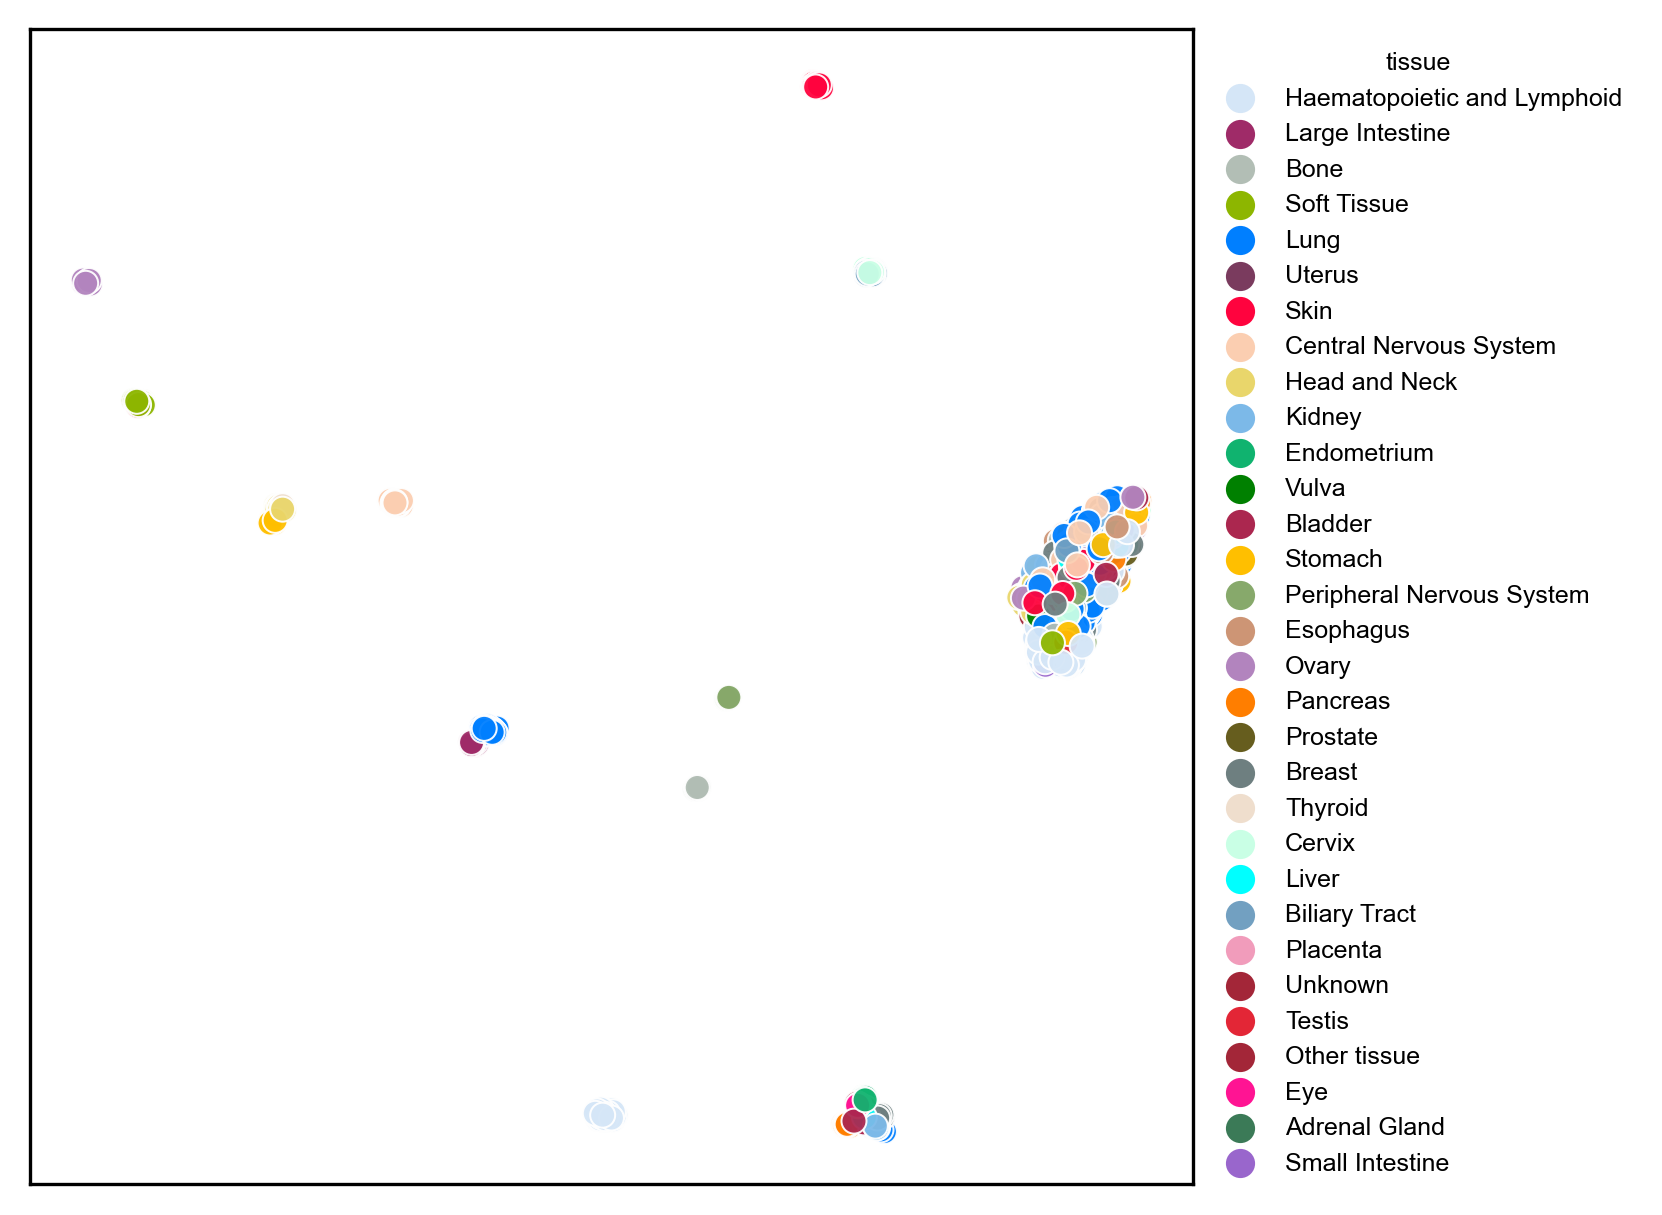 tissue
Haematopoietic and Lymphoid
Large Intestine
Bone
Soft Tissue
Lung
Uterus
Skin
Central Nervous System
Head and Neck
Kidney
Endometrium
Vulva
Bladder
Stomach
Peripheral Nervous System
Esophagus
Ovary
Pancreas
Prostate
Breast
Thyroid
Cervix
Liver
Biliary Tract
Placenta
Unknown
Testis
Other tissue
Eye
Adrenal Gland
Small Intestine